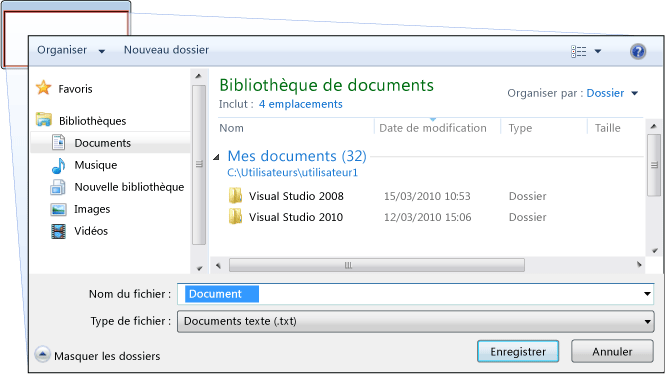 Organiser Nouveau dossier
Favoris
Bibliothèques
Documents
Musique
Nouvelle bibliothèque
Images
Vidéos
Bibliothèque de documents
Inclut : 4 emplacements
Organiser par : Dossier
Nom Date de modification Type Taille
Mes documents (32)
C:\Utilisateurs\utilisateur1
Visual Studio 2008 15/03/2010 10:53 Dossier
Visual Studio 2010 12/03/2010 15:06 Dossier
Nom du fichier : Document
Type de fichier : Documents texte (.txt)
Masquer les dossiers
Enregistrer Annuler